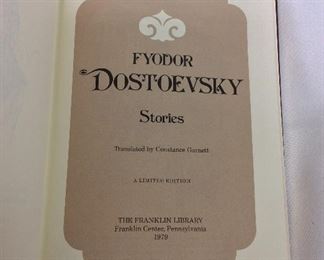 FYODOR
DOSTOEVSKY
Stories
Translated by Constance Garnett
A LIMITED EDITION
THE FRANKLIN LIBRARY
Franklin Center, Pennsylvania
1979